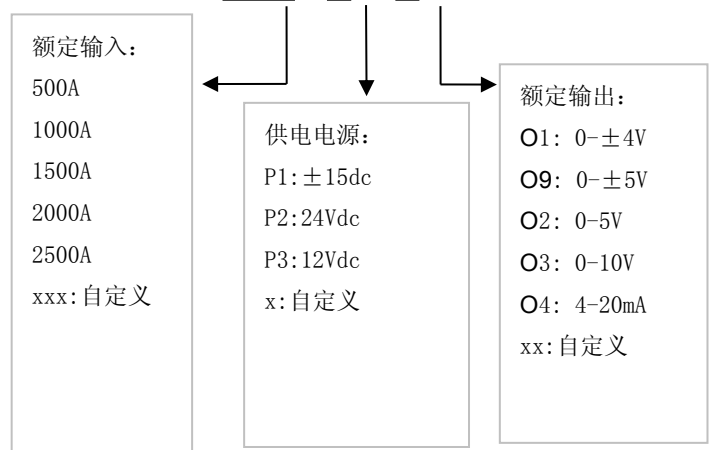 额定输入：
500A
1000A
1500A
2000A
2500A
xxx:自定义
供电电源：
P1:±15dc
P2:24Vdc
P3:12Vdc
x:自定义
额定输出：
O1: 0-±4V
O9: 0-±5V
O2: 0-5V
O3: 0-10V
O4: 4-20mA
xx:自定义